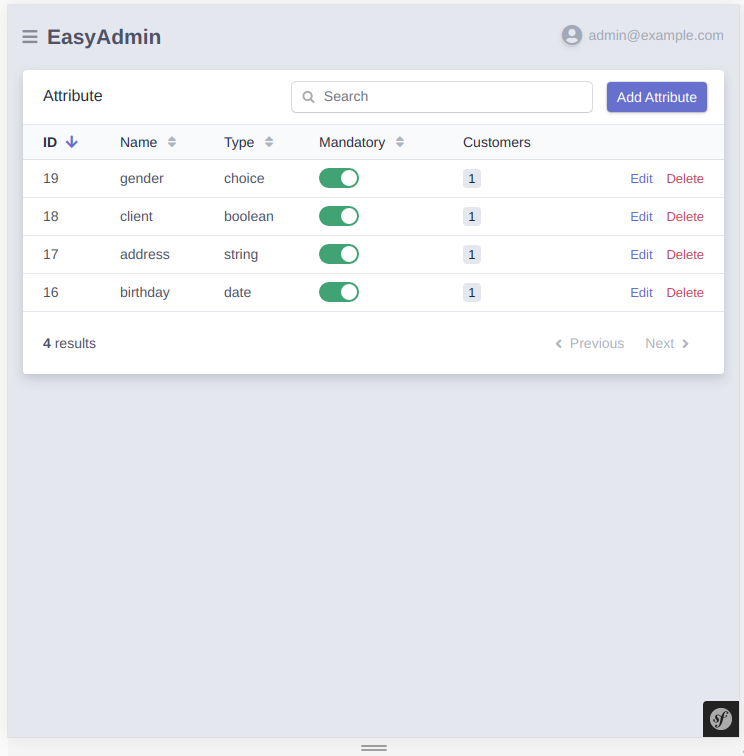 EasyAdmin
admin@example.com
Attribute
Search
Add Attribute
ID Name Type Mandatory Customers
19 gender choice 1 Edit Delete
18 client boolean 1 Edit Delete
17 address string 1 Edit Delete
16 birthday date 1 Edit Delete
4 results
Previous Next
sf